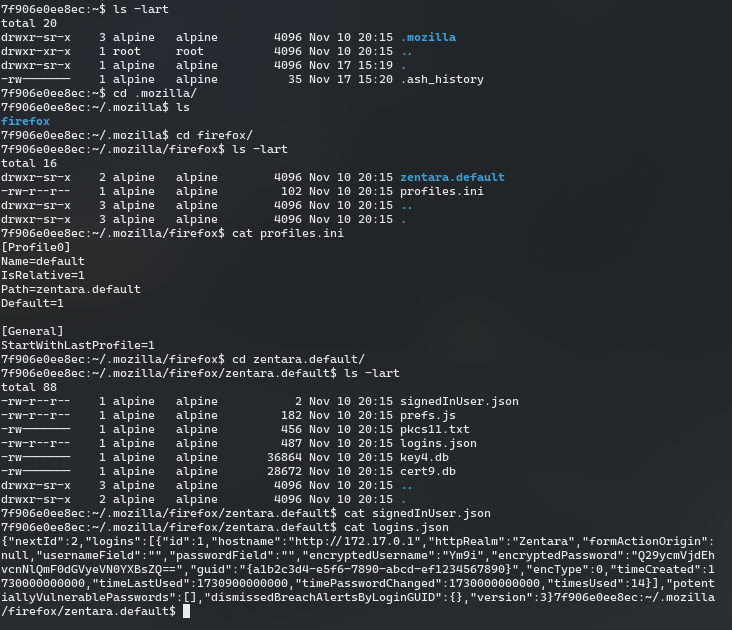 7f906e0ee8ec:~$ ls -lart
total 20
drwxr-sr-x    3 alpine   alpine        4096 Nov 10 20:15 .mozilla
drwxr-xr-x    1 root     root          4096 Nov 10 20:15 ..
drwxr-sr-x    1 alpine   alpine        4096 Nov 17 15:19 .
-rw-------    1 alpine   alpine          35 Nov 17 15:20 .ash_history
7f906e0ee8ec:~$ cd .mozilla/
7f906e0ee8ec:~/.mozilla$ ls
firefox
7f906e0ee8ec:~/.mozilla$ cd firefox/
7f906e0ee8ec:~/.mozilla/firefox$ ls -lart
total 16
drwxr-sr-x    2 alpine   alpine        4096 Nov 10 20:15 zentara.default
-rw-r--r--    1 alpine   alpine         102 Nov 10 20:15 profiles.ini
drwxr-sr-x    3 alpine   alpine        4096 Nov 10 20:15 ..
drwxr-sr-x    3 alpine   alpine        4096 Nov 10 20:15 .
7f906e0ee8ec:~/.mozilla/firefox$ cat profiles.ini
[Profile0]
Name=default
IsRelative=1
Path=zentara.default
Default=1

[General]
StartWithLastProfile=1
7f906e0ee8ec:~/.mozilla/firefox$ cd zentara.default/
7f906e0ee8ec:~/.mozilla/firefox/zentara.default$ ls -lart
total 88
-rw-r--r--    1 alpine   alpine           2 Nov 10 20:15 signedInUser.json
-rw-r--r--    1 alpine   alpine         182 Nov 10 20:15 prefs.js
-rw-------    1 alpine   alpine         456 Nov 10 20:15 pkcs11.txt
-rw-r--r--    1 alpine   alpine         487 Nov 10 20:15 logins.json
-rw-------    1 alpine   alpine       36864 Nov 10 20:15 key4.db
-rw-------    1 alpine   alpine       28672 Nov 10 20:15 cert9.db
drwxr-sr-x    3 alpine   alpine        4096 Nov 10 20:15 ..
drwxr-sr-x    2 alpine   alpine        4096 Nov 10 20:15 .
7f906e0ee8ec:~/.mozilla/firefox/zentara.default$ cat signedInUser.json
7f906e0ee8ec:~/.mozilla/firefox/zentara.default$ cat logins.json
{"nextId":2,"logins":[{"id":1,"hostname":"http://172.17.0.1","httpRealm":"Zentara","formActionOrigin":
null,"usernameField":"","passwordField":"","encryptedUsername":"Ym9i","encryptedPassword":"Q29ycmVjdEh
vcnNlQmF0dGVyeVN0YXBsZQ==","guid":"{a1b2c3d4-e5f6-7890-abcd-ef1234567890}","encType":0,"timeCreated":1
730000000000,"timeLastUsed":1730900000000,"timePasswordChanged":1730000000000,"timesUsed":14}],"potent
iallyVulnerablePasswords":[],"dismissedBreachAlertsByLoginGUID":{},"version":3}7f906e0ee8ec:~/.mozilla
/firefox/zentara.default$